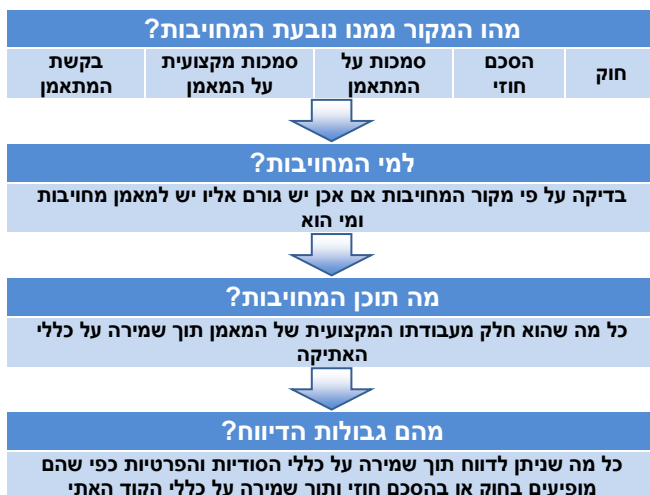 מהו המקור ממנו נובעת המחויבות?
חוק
הסכם
חוזי
סמכות על
המתאמן
סמכות מקצועית
על המאמן
בקשת
המתאמן
למי המחויבות?
בדיקה על פי מקור המחויבות אם אכן יש גורם אליו יש למאמן מחויבות
ומי הוא
מה תוכן המחויבות?
כל מה שהוא חלק מעבודתו המקצועית של המאמן תוך שמירה על כללי
האתיקה
מהם גבולות הדיווח?
כל מה שניתן לדווח תוך שמירה על כללי הסודיות והפרטיות כפי שהם
מופיעים בחוק או בהסכם חוזי ותוך שמירה על כללי הקוד האתי